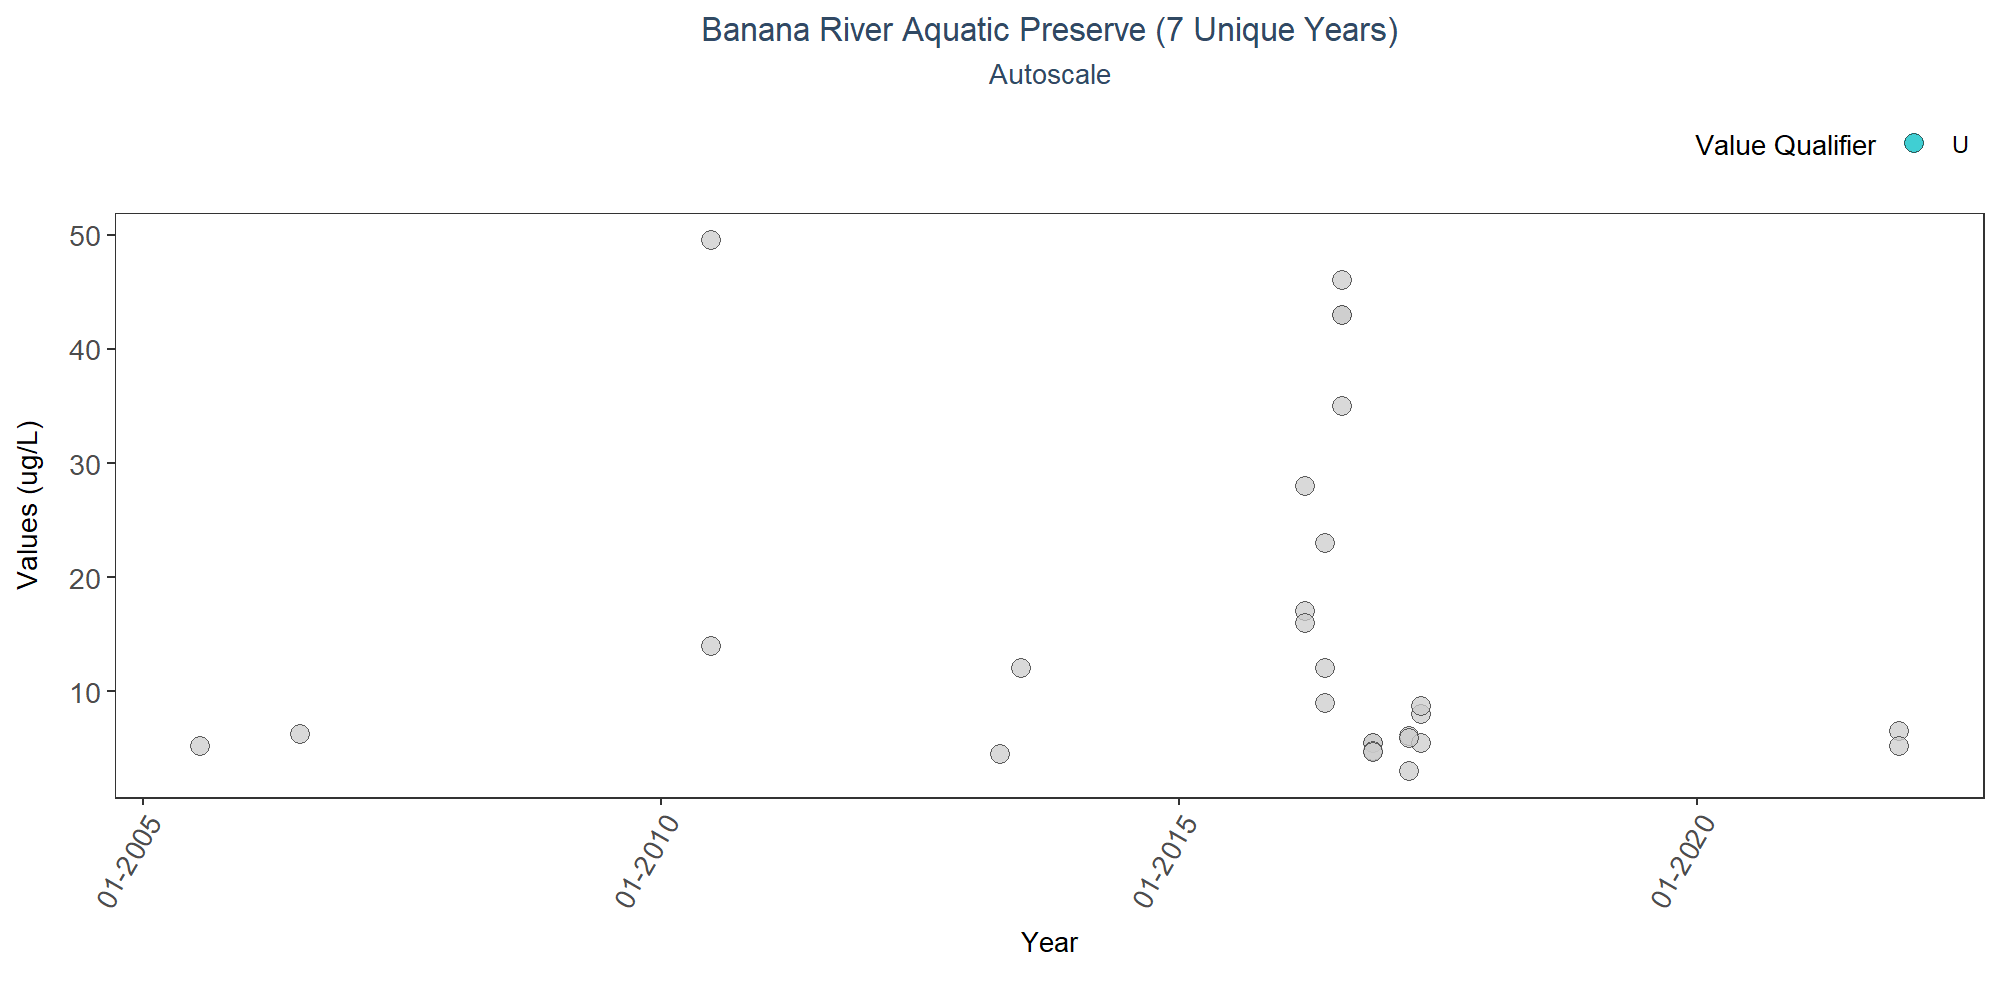 Banana River Aquatic Preserve (7 Unique Years)
Autoscale
Value Qualifier U
50
40
30
20
10
Values (ug/L)
01-2005 01-2010 01-2015 01-2020
Year